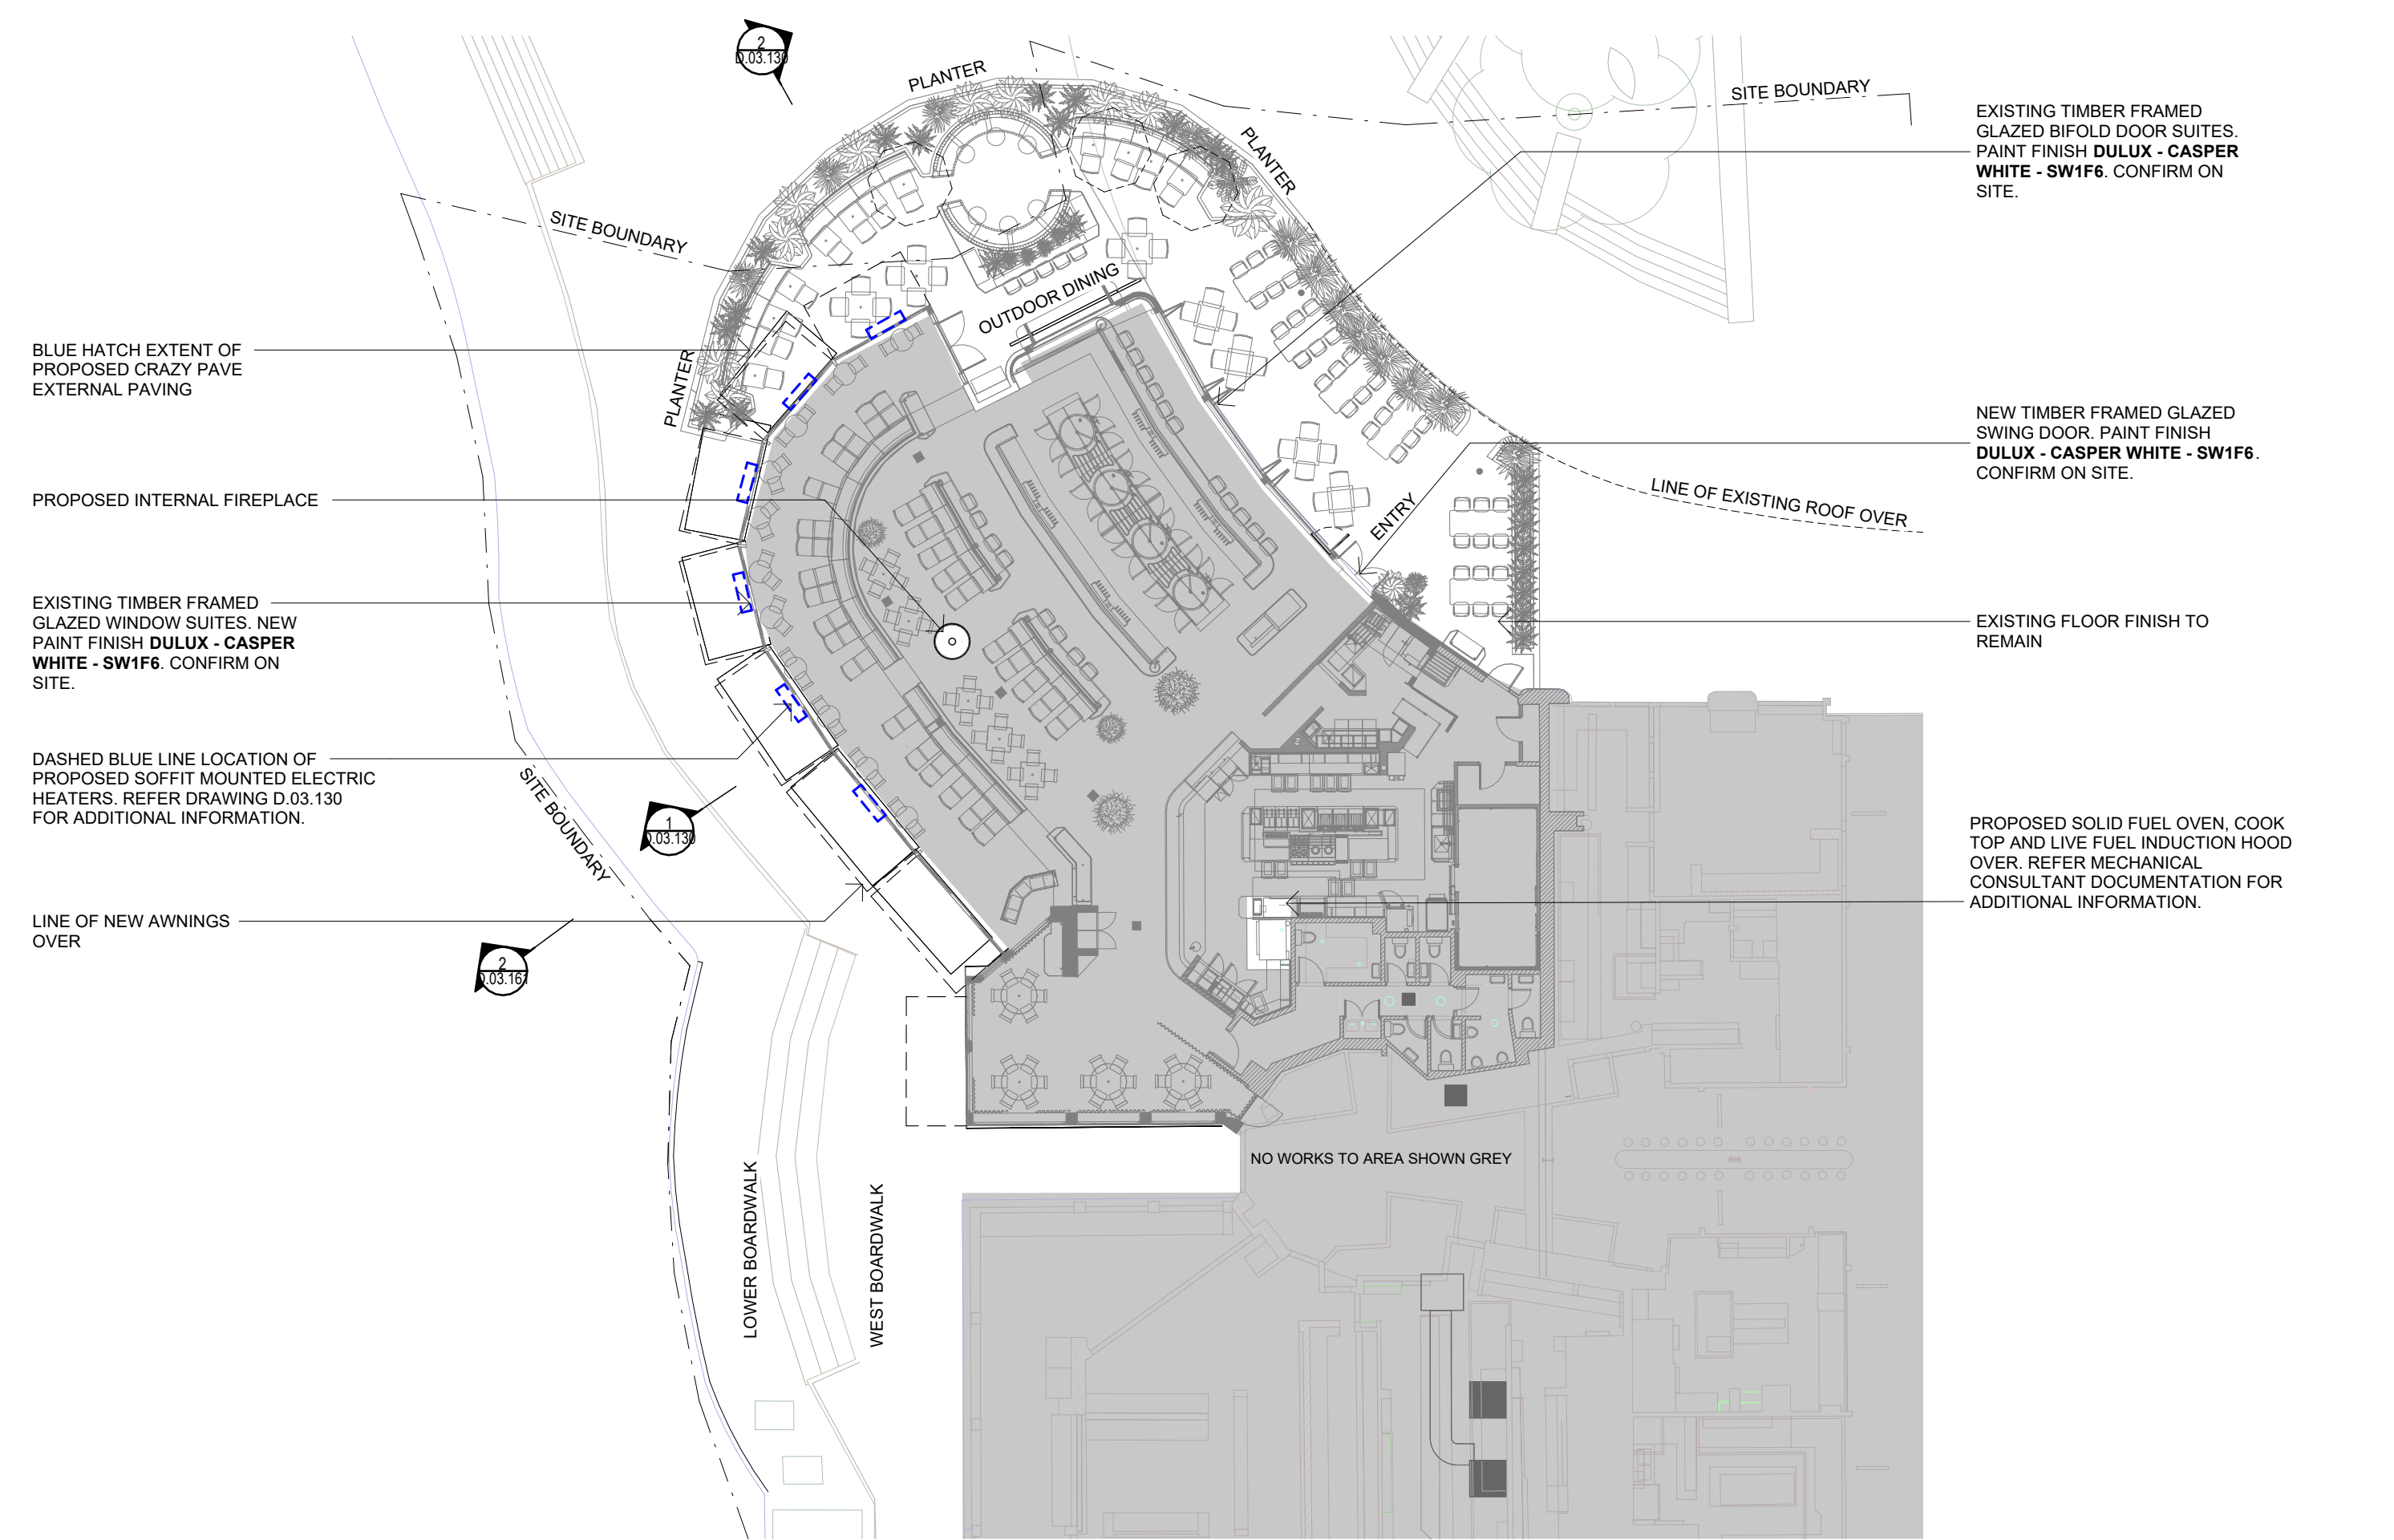 2
D.03.130
PLANTER
SITE BOUNDARY
EXISTING TIMBER FRAMED
GLAZED BIFOLD DOOR SUITES.
PAINT FINISH DULUX - CASPER
WHITE - SW1F6. CONFIRM ON
SITE.
PLANTER
SITE BOUNDARY
OUTDOOR DINING
BLUE HATCH EXTENT OF
PROPOSED CRAZY PAVE
EXTERNAL PAVING
PLANTER
NEW TIMBER FRAMED GLAZED
SWING DOOR. PAINT FINISH
DULUX - CASPER WHITE - SW1F6.
CONFIRM ON SITE.
PROPOSED INTERNAL FIREPLACE
ENTRY
LINE OF EXISTING ROOF OVER
EXISTING TIMBER FRAMED
GLAZED WINDOW SUITES. NEW
PAINT FINISH DULUX - CASPER
WHITE - SW1F6. CONFIRM ON
SITE.
EXISTING FLOOR FINISH TO
REMAIN
DASHED BLUE LINE LOCATION OF
PROPOSED SOFFIT MOUNTED ELECTRIC
HEATERS. REFER DRAWING D.03.130
FOR ADDITIONAL INFORMATION.
SITE BOUNDARY
1
D.03.130
PROPOSED SOLID FUEL OVEN, COOK
TOP AND LIVE FUEL INDUCTION HOOD
OVER. REFER MECHANICAL
CONSULTANT DOCUMENTATION FOR
ADDITIONAL INFORMATION.
LINE OF NEW AWNINGS
OVER
2
D.03.161
NO WORKS TO AREA SHOWN GREY
LOWER BOARDWALK
WEST BOARDWALK